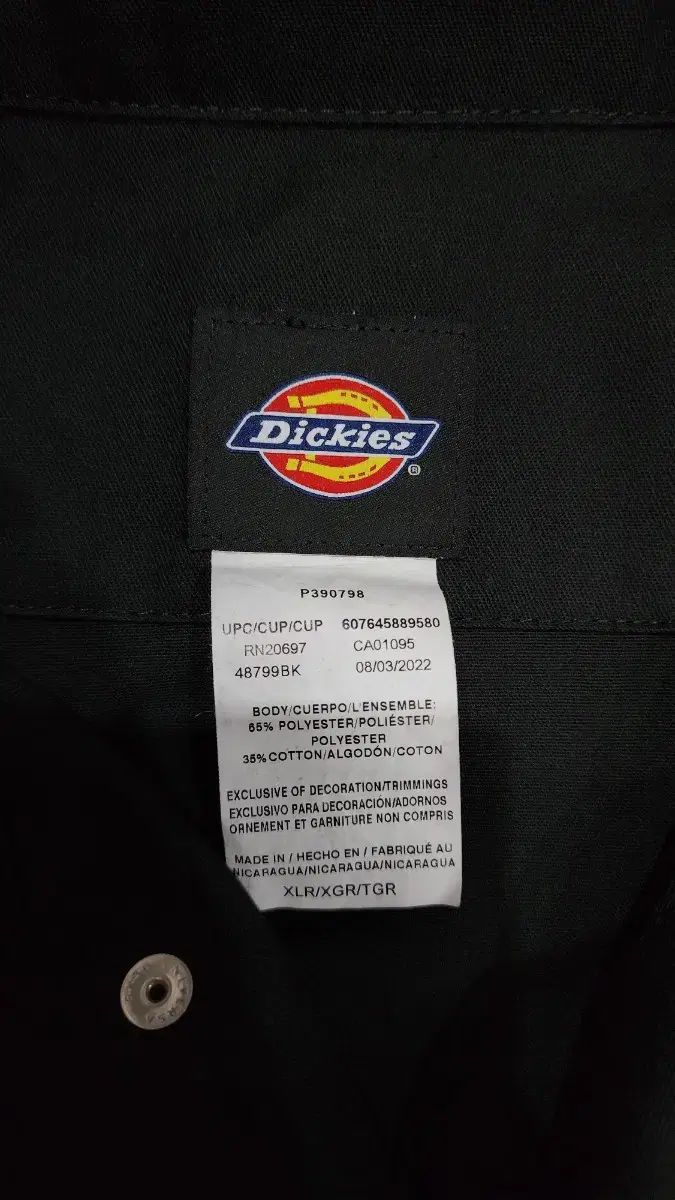 Dickies
®
P390798
UPC/CUP/CUP 607645889580
RN20697 CA01095
48799BK 08/03/2022
BODY/CUERPO/L'ENSEMBLE:
65% POLYESTER/POLIÉSTER/
POLYESTER
35% COTTON/ALGODÓN/COTON
EXCLUSIVE OF DECORATION/TRIMMINGS
EXCLUSIVO PARA DECORACIÓN/ADORNOS
ORNEMENT ET GARNITURE NON COMPRIS
MADE IN / HECHO EN / FABRIQUÉ AU
NICARAGUA/NICARAGUA/NICARAGUA
XLR/XGR/TGR